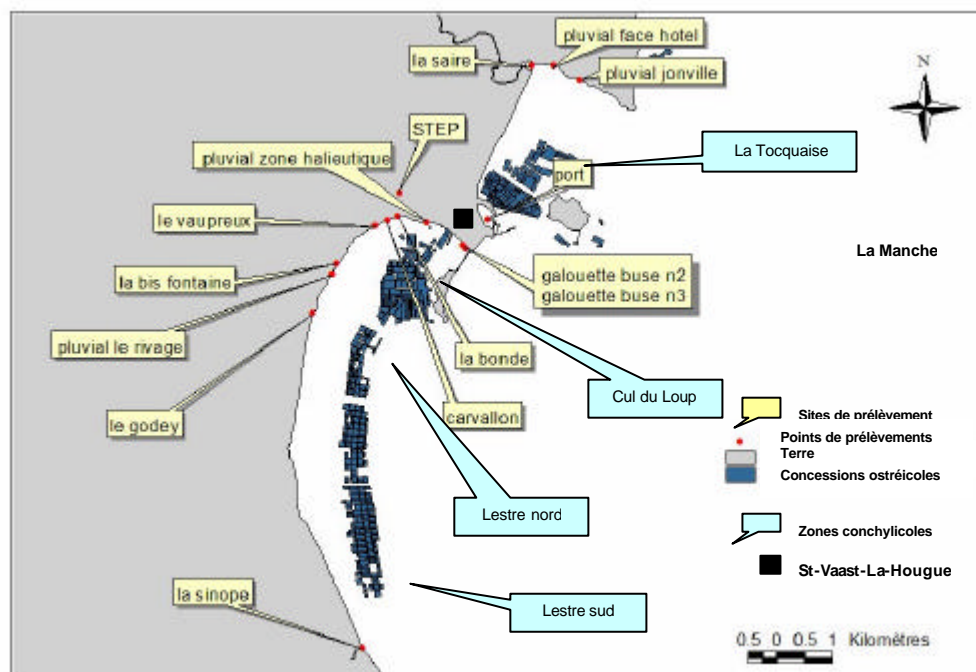 pluvial face hotel
la saire
pluvial jonville
N
STEP
pluvial zone halieutique
La Tocquaise
port
le vaupreux
La Manche
la bis fontaine
galouette buse n2
galouette buse n3
pluvial le rivage
la bonde
Cul du Loup
le godey
carvallon
Sites de prélèvement
Points de prélèvements
Terre
Concessions ostréicoles
Lestre nord
Zones conchylicoles
St-Vaast-La-Hougue
la sinope
Lestre sud
0.5 0 0.5 1 Kilomètres